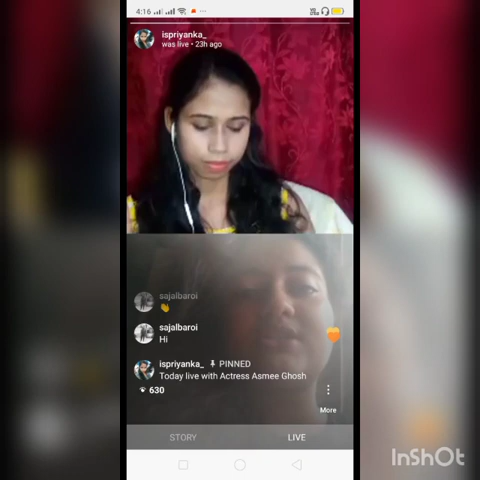 4:16
ispriyanka_
was live • 23h ago
sajalbaroi
👏
sajalbaroi
Hi
ispriyanka_ PINNED
Today live with Actress Asmee Ghosh
630
More
STORY LIVE
InShOt